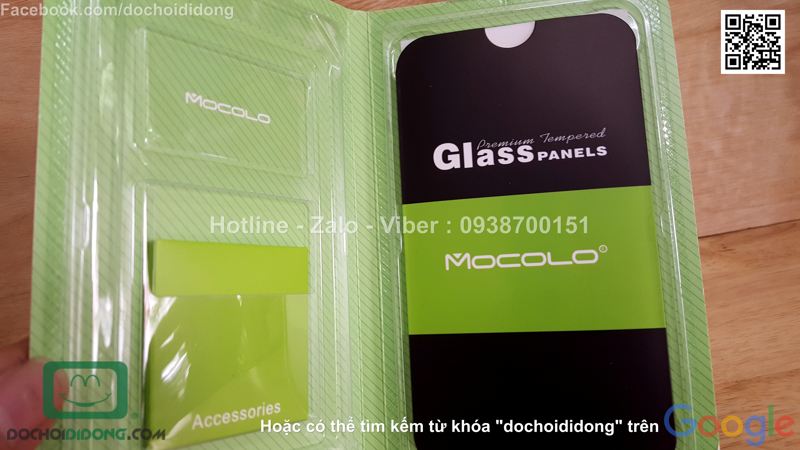 Facebook.com/dochoididong
MOCOLO
Premium Tempered
Glass PANELS
Hotline - Zalo - Viber : 0938700151
MOCOLO
Accessories
Hoặc có thể tìm kếm từ khóa "dochoididong" trên Google
DOCHOIDIDONG.COM